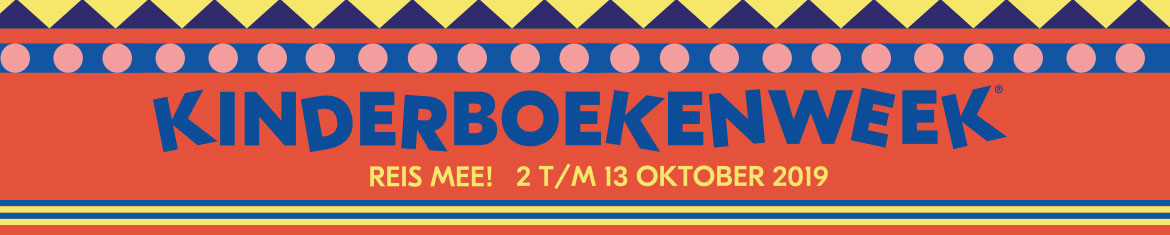 KINDERBOEKENWEEK®
REIS MEE! 2 T/M 13 OKTOBER 2019